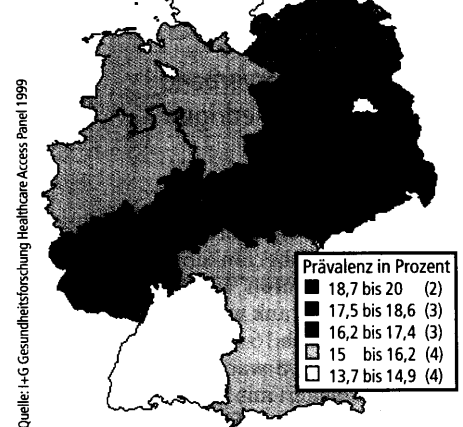 Quelle: I+G Gesundheitsforschung Healthcare Access Panel 1999
Prävalenz in Prozent
18,7 bis 20 (2)
17,5 bis 18,6 (3)
16,2 bis 17,4 (3)
15 bis 16,2 (4)
13,7 bis 14,9 (4)